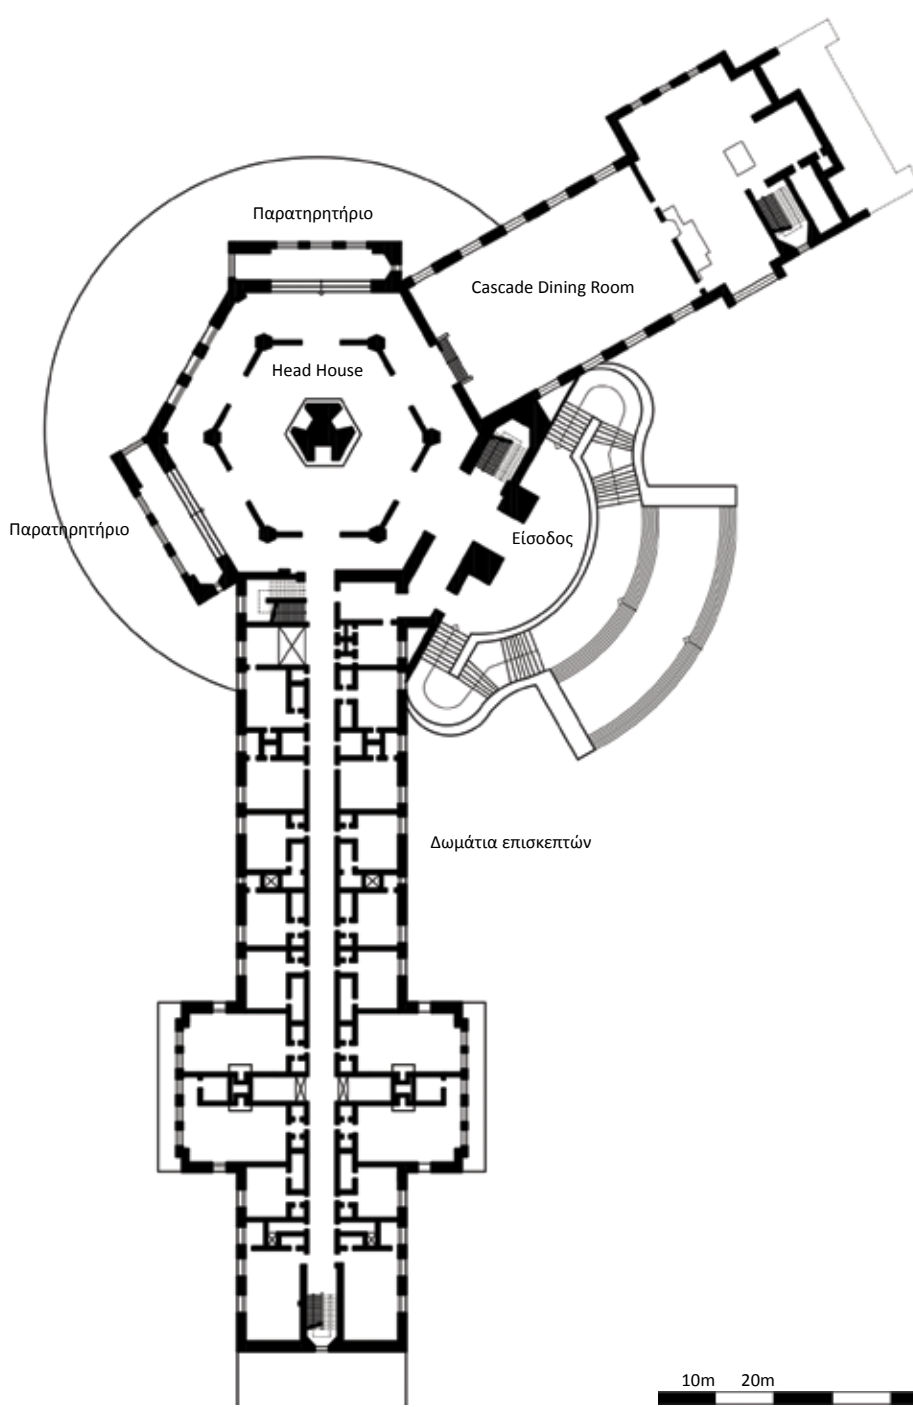 Παρατηρητήριο
Cascade Dining Room
Head House
Παρατηρητήριο
Είσοδος
Δωμάτια επισκεπτών
10m 20m